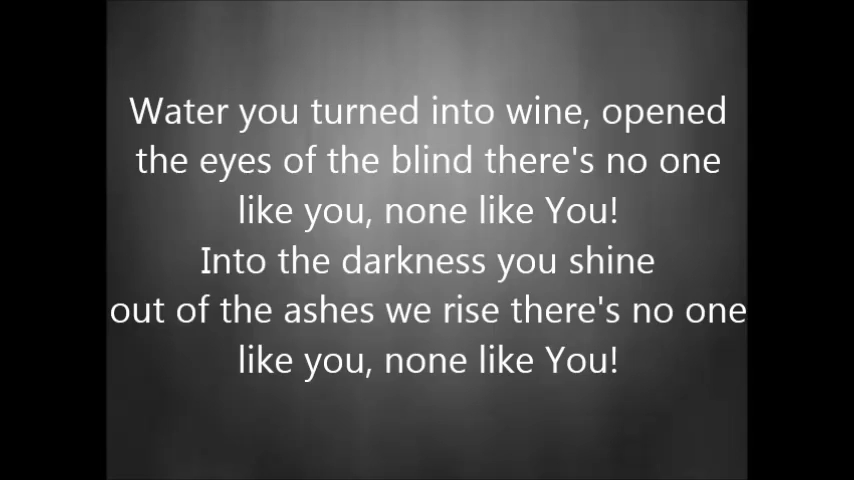 Water you turned into wine, opened
the eyes of the blind there's no one
like you, none like You!
Into the darkness you shine
out of the ashes we rise there's no one
like you, none like You!